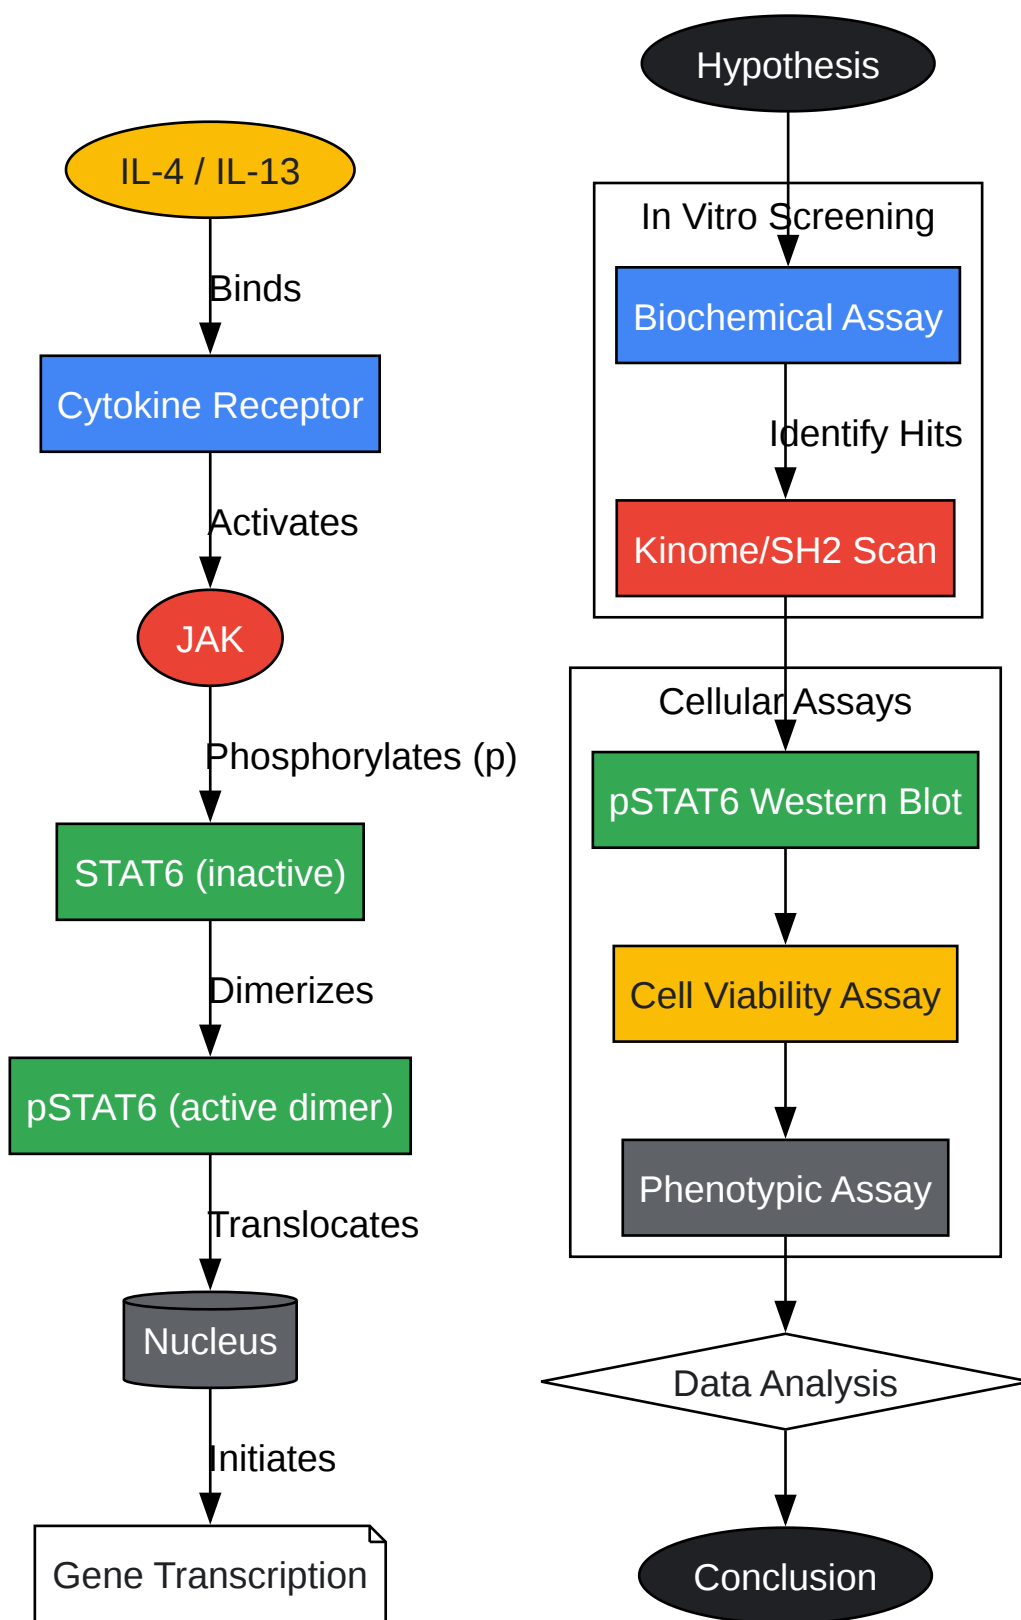 IL-4 / IL-13
Binds
Cytokine Receptor
Activates
JAK
Phosphorylates (p)
STAT6 (inactive)
Dimerizes
pSTAT6 (active dimer)
Translocates
Nucleus
Initiates
Gene Transcription
Hypothesis
In Vitro Screening
Biochemical Assay
Identify Hits
Kinome/SH2 Scan
Cellular Assays
pSTAT6 Western Blot
Cell Viability Assay
Phenotypic Assay
Data Analysis
Conclusion